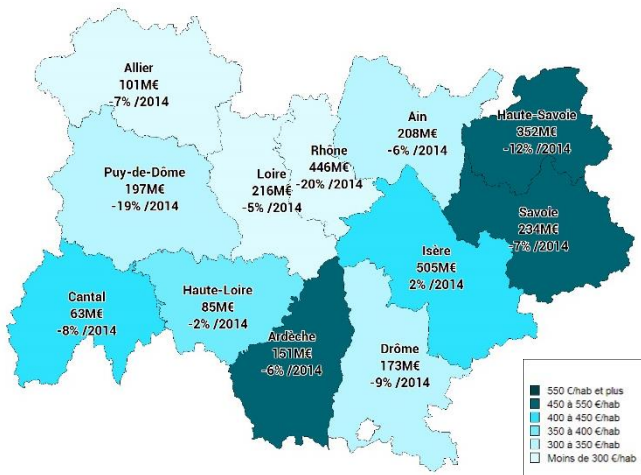 Allier
101M€
-7% /2014
Ain
208M€
-6% /2014
Haute-Savoie
352M€
-12% /2014
Rhône
446M€
-20% /2014
Puy-de-Dôme
197M€
-19% /2014
Loire
216M€
-5% /2014
Savoie
234M€
-7% /2014
Isère
505M€
2% /2014
Cantal
63M€
-8% /2014
Haute-Loire
85M€
-2% /2014
Ardèche
151M€
-6% /2014
Drôme
173M€
-9% /2014
550 €/hab et plus
450 à 550 €/hab
400 à 450 €/hab
350 à 400 €/hab
300 à 350 €/hab
Moins de 300 €/hab